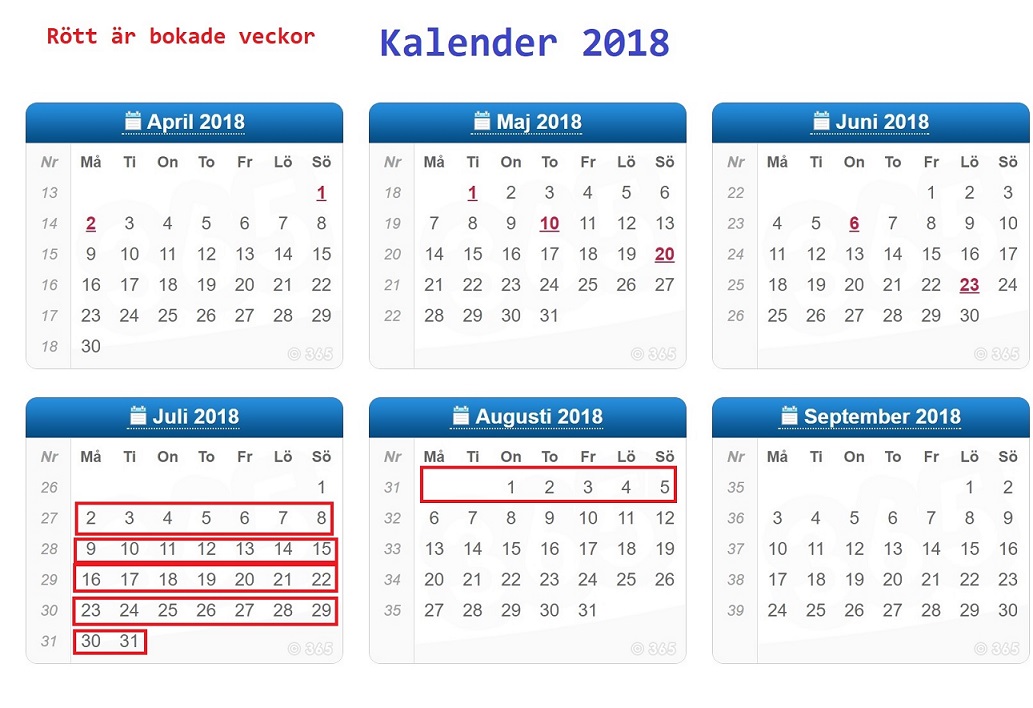 Rött är bokade veckor
Kalender 2018
April 2018
Nr Må Ti On To Fr Lö Sö
13 1
14 2 3 4 5 6 7 8
15 9 10 11 12 13 14 15
16 16 17 18 19 20 21 22
17 23 24 25 26 27 28 29
18 30
© 365
Maj 2018
Nr Må Ti On To Fr Lö Sö
18 1 2 3 4 5 6
19 7 8 9 10 11 12 13
20 14 15 16 17 18 19 20
21 21 22 23 24 25 26 27
22 28 29 30 31
© 365
Juni 2018
Nr Må Ti On To Fr Lö Sö
22 1 2 3
23 4 5 6 7 8 9 10
24 11 12 13 14 15 16 17
25 18 19 20 21 22 23 24
26 25 26 27 28 29 30
© 365
Juli 2018
Nr Må Ti On To Fr Lö Sö
26 1
27 2 3 4 5 6 7 8
28 9 10 11 12 13 14 15
29 16 17 18 19 20 21 22
30 23 24 25 26 27 28 29
31 30 31
© 365
Augusti 2018
Nr Må Ti On To Fr Lö Sö
31 1 2 3 4 5
32 6 7 8 9 10 11 12
33 13 14 15 16 17 18 19
34 20 21 22 23 24 25 26
35 27 28 29 30 31
© 365
September 2018
Nr Må Ti On To Fr Lö Sö
35 1 2
36 3 4 5 6 7 8 9
37 10 11 12 13 14 15 16
38 17 18 19 20 21 22 23
39 24 25 26 27 28 29 30
© 365